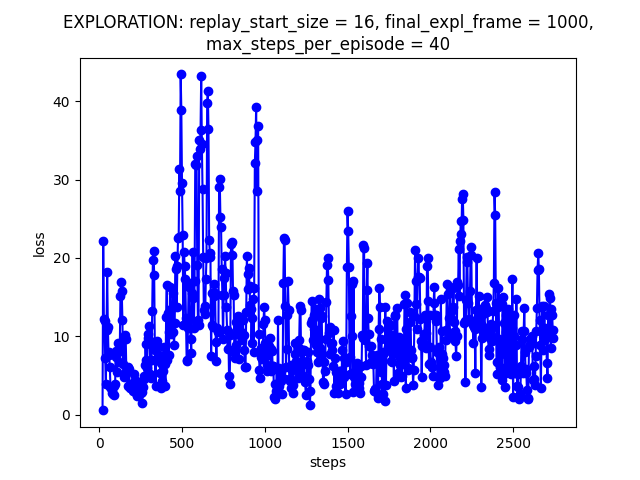 EXPLORATION: replay_start_size = 16, final_expl_frame = 1000,
max_steps_per_episode = 40
40
30
20
10
0
loss
0 500 1000 1500 2000 2500
steps